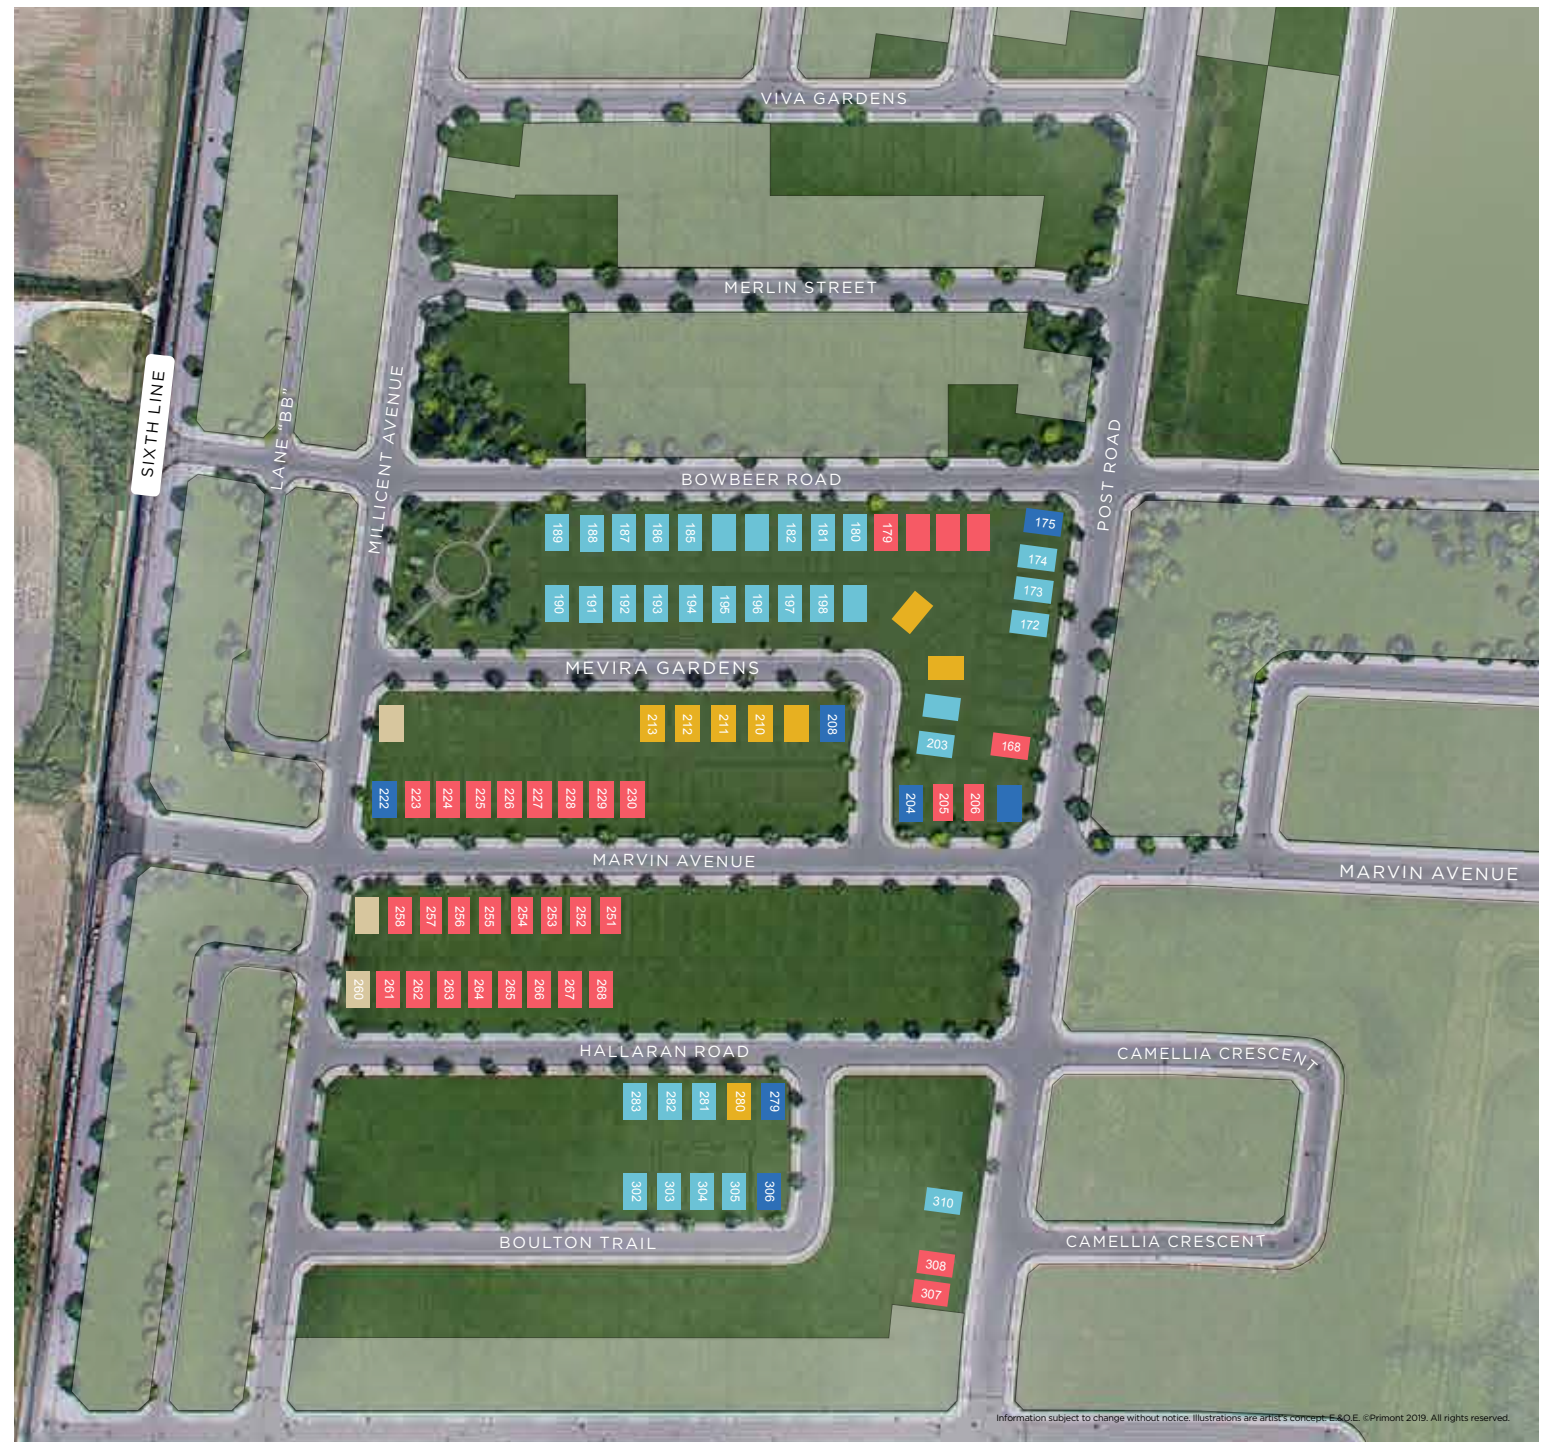 VIVA GARDENS
MERLIN STREET
SIXTH LINE
LANE "BB"
MILLICENT AVENUE
POST ROAD
BOWBEER ROAD
189 188 187 186 185 182 181 180 179 175
174
173
190 191 192 193 194 195 196 197 198 172
MEVIRA GARDENS
213 212 211 210 208
203 168
222 223 224 225 226 227 228 229 230 204 205 206
MARVIN AVENUE
MARVIN AVENUE
258 257 256 255 254 253 252 251
260 261 262 263 264 265 266 267 268
HALLARAN ROAD
CAMELLIA CRESCENT
283 282 281 280 279
302 303 304 305 306 310
BOULTON TRAIL
CAMELLIA CRESCENT
308
307
Information subject to change without notice. Illustrations are artist's concept. E.&O.E. ©Primont 2019. All rights reserved.